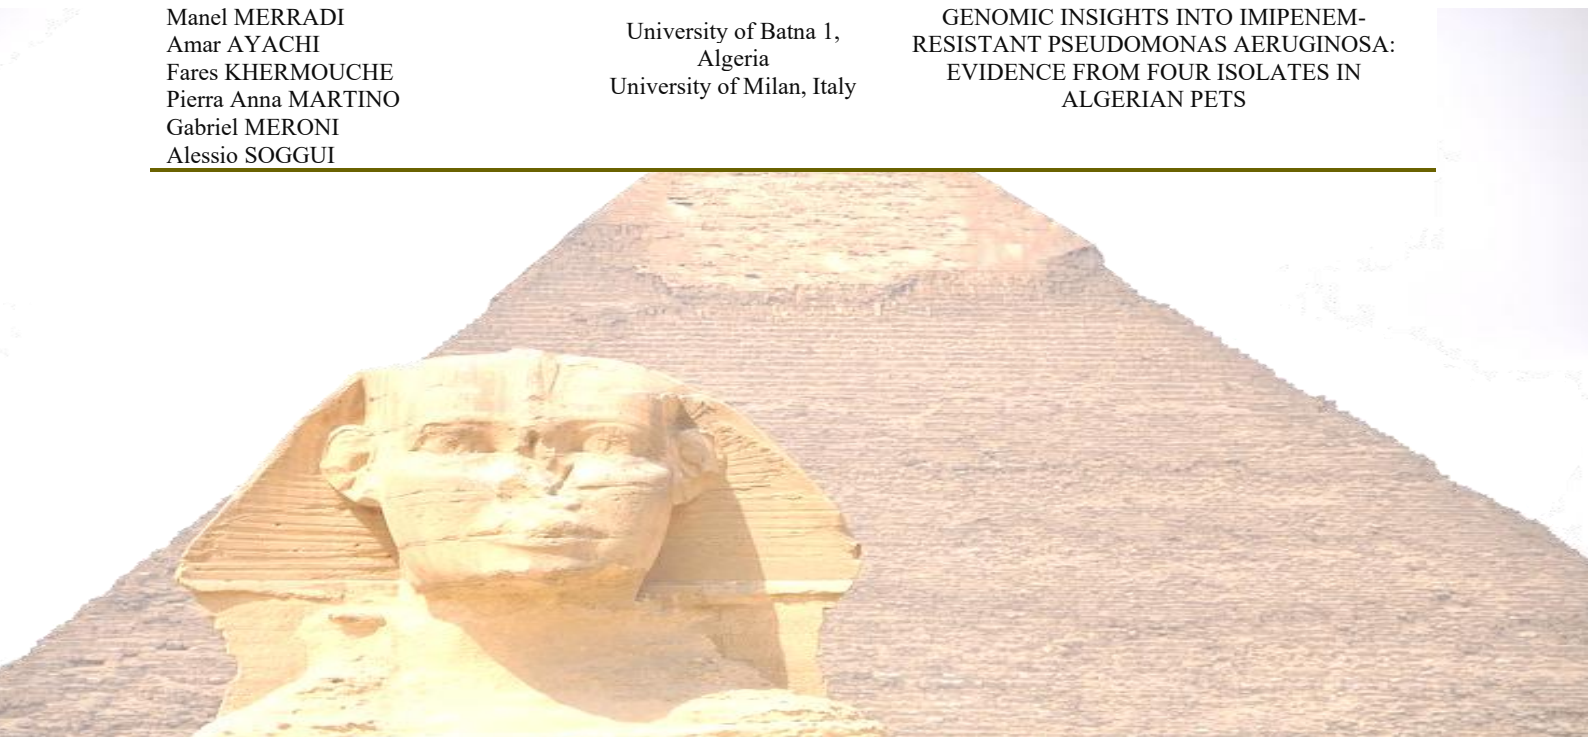 Manel MERRADI
Amar AYACHI
Fares KHERMOUCHE
Pierra Anna MARTINO
Gabriel MERONI
Alessio SOGGUI
University of Batna 1,
Algeria
University of Milan, Italy
GENOMIC INSIGHTS INTO IMIPENEM-
RESISTANT PSEUDOMONAS AERUGINOSA:
EVIDENCE FROM FOUR ISOLATES IN
ALGERIAN PETS